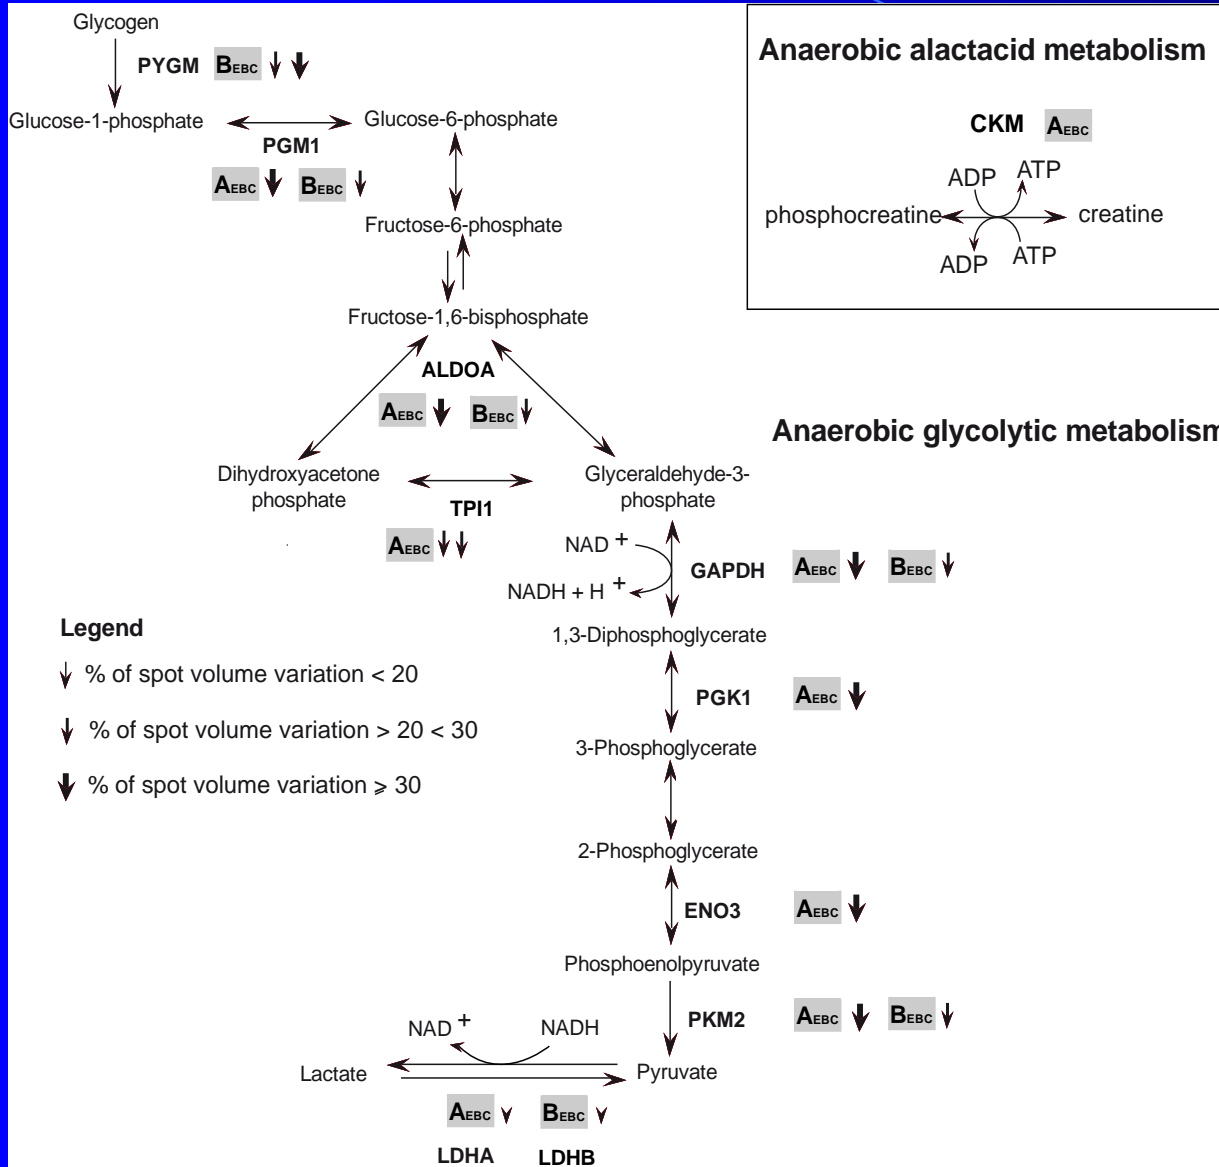 Glycogen
PYGM BEBC
Glucose-1-phosphate
Glucose-6-phosphate
PGM1
AEBC BEBC
Fructose-6-phosphate
Fructose-1,6-bisphosphate
ALDOA
AEBC BEBC
Dihydroxyacetone
phosphate
Glyceraldehyde-3-
phosphate
TPI1
AEBC
NAD +
NADH + H +
GAPDH AEBC BEBC
1,3-Diphosphoglycerate
PGK1 AEBC
3-Phosphoglycerate
2-Phosphoglycerate
ENO3 AEBC
Phosphoenolpyruvate
PKM2 AEBC BEBC
NAD + NADH
Lactate Pyruvate
AEBC BEBC
LDHA LDHB
Anaerobic alactacid metabolism
CKM AEBC
ADP ATP
phosphocreatine creatine
ADP ATP
Anaerobic glycolytic metabolism
Legend
% of spot volume variation < 20
% of spot volume variation > 20 < 30
% of spot volume variation ⩾ 30